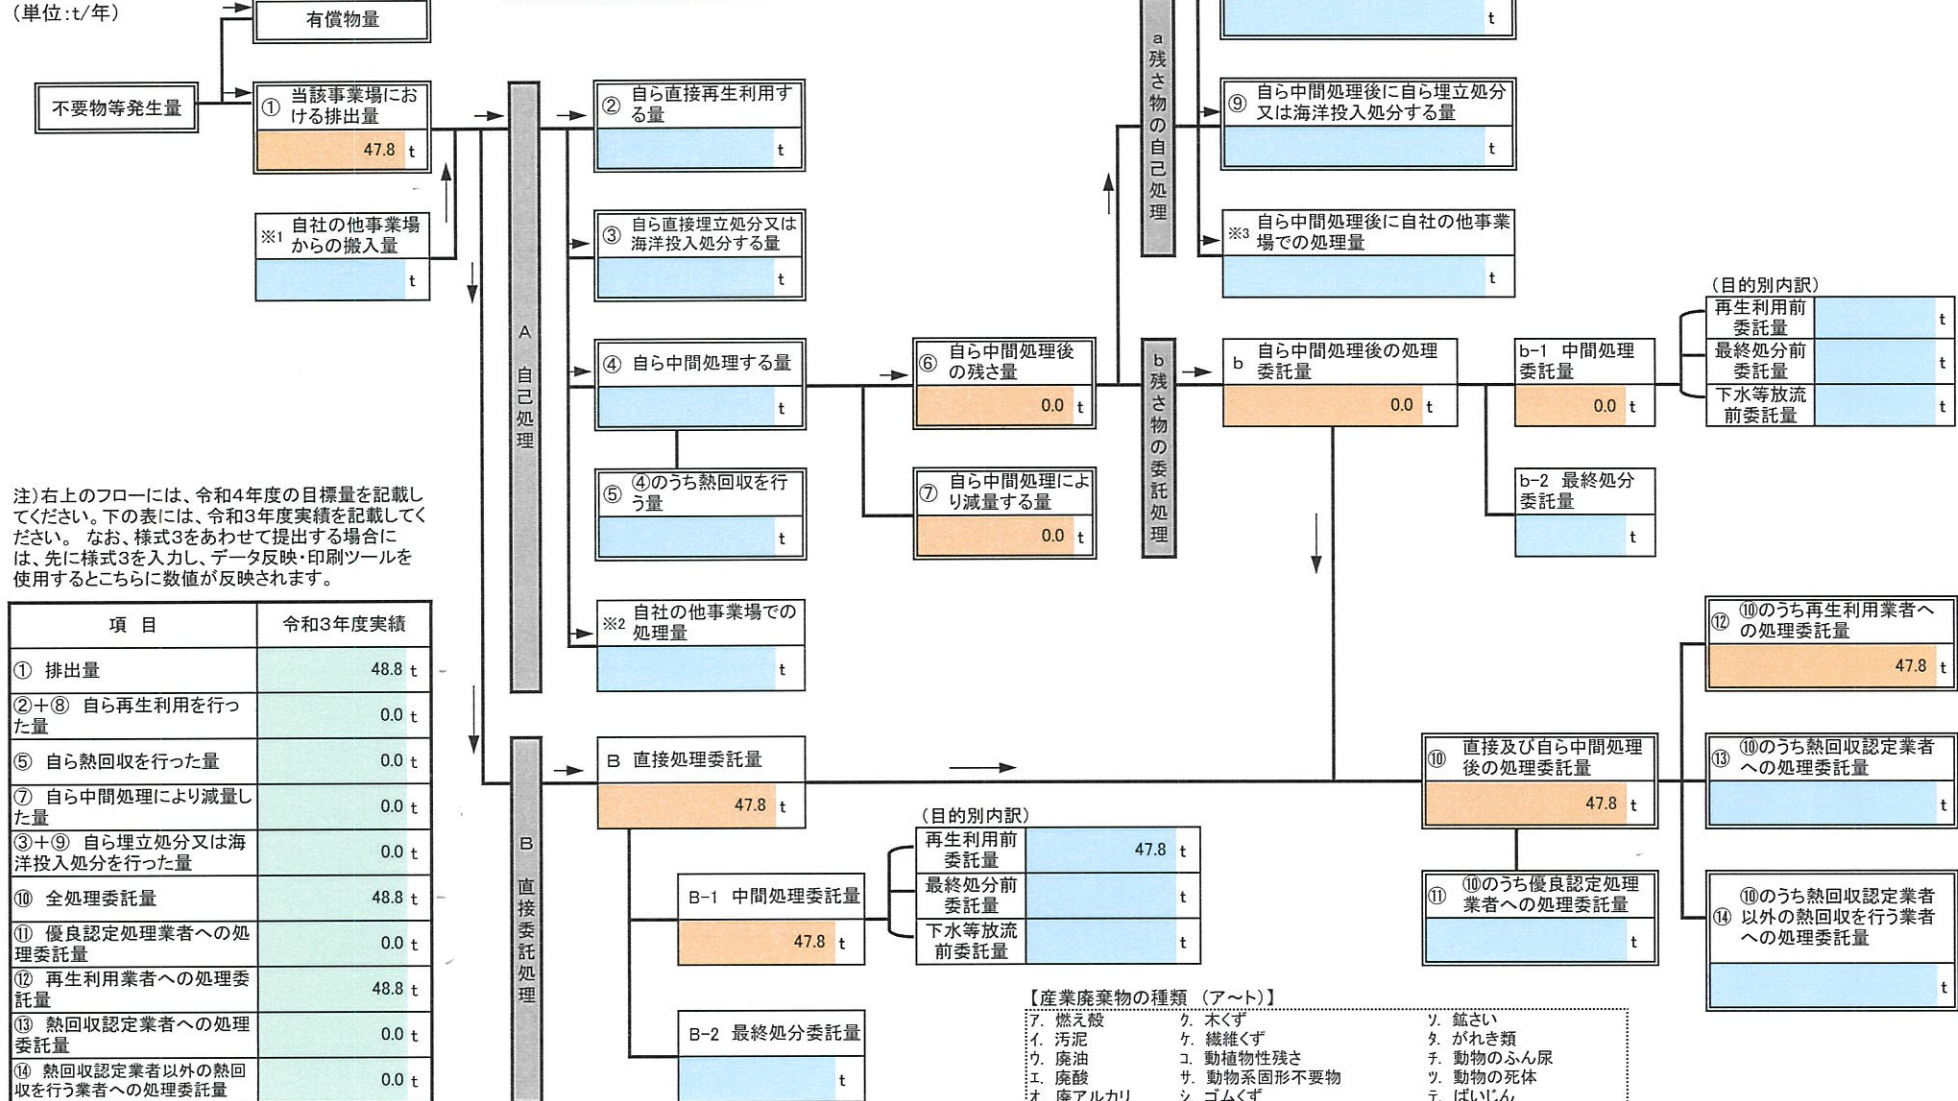 (単位:t/年)
有償物量
不要物等発生量
① 当該事業場にお
ける排出量
47.8 t
※1 自社の他事業場
からの搬入量
t
A 自己処理
② 自ら直接再生利用す
る量
t
③ 自ら直接埋立処分又は
海洋投入処分する量
t
④ 自ら中間処理する量
t
⑤ ④のうち熱回収を行
う量
t
※2 自社の他事業場での
処理量
t
⑥ 自ら中間処理後
の残さ量
0.0 t
⑦ 自ら中間処理によ
り減量する量
0.0 t
a 残さ物の自己処理
t
⑨ 自ら中間処理後に自ら埋立処分
又は海洋投入処分する量
t
※3 自ら中間処理後に自社の他事業
場での処理量
t
b 残さ物の委託処理
b 自ら中間処理後の処理
委託量
0.0 t
b-1 中間処理
委託量
0.0 t
(目的別内訳)
再生利用前
委託量
t
最終処分前
委託量
t
下水等放流
前委託量
t
b-2 最終処分
委託量
t
注)右上のフローには、令和4年度の目標量を記載し
てください。下の表には、令和3年度実績を記載してく
ださい。 なお、様式3をあわせて提出する場合に
は、先に様式3を入力し、データ反映・印刷ツールを
使用するとこちらに数値が反映されます。
項 目 令和3年度実績
① 排出量 48.8 t
②+⑧ 自ら再生利用を行っ
た量 0.0 t
⑤ 自ら熱回収を行った量 0.0 t
⑦ 自ら中間処理により減量し
た量 0.0 t
③+⑨ 自ら埋立処分又は海
洋投入処分を行った量 0.0 t
⑩ 全処理委託量 48.8 t
⑪ 優良認定処理業者への処
理委託量 0.0 t
⑫ 再生利用業者への処理委
託量 48.8 t
⑬ 熱回収認定業者への処理
委託量 0.0 t
⑭ 熱回収認定業者以外の熱回
収を行う業者への処理委託量 0.0 t
B 直接委託処理
B 直接処理委託量
47.8 t
B-1 中間処理委託量
47.8 t
(目的別内訳)
再生利用前
委託量
47.8 t
最終処分前
委託量
t
下水等放流
前委託量
t
B-2 最終処分委託量
t
⑩ 直接及び自ら中間処理
後の処理委託量
47.8 t
⑪ ⑩のうち優良認定処理
業者への処理委託量
t
⑫ ⑩のうち再生利用業者へ
の処理委託量
47.8 t
⑬ ⑩のうち熱回収認定業者
への処理委託量
t
⑩のうち熱回収認定業者
⑭ 以外の熱回収を行う業者
への処理委託量
t
【産業廃棄物の種類 (ア~ト)】
ア. 燃え殻 ク. 木くず ソ. 鉱さい
イ. 汚泥 ケ. 繊維くず タ. がれき類
ウ. 廃油 コ. 動植物性残さ チ. 動物のふん尿
エ. 廃酸 サ. 動物系固形不要物 ツ. 動物の死体
オ. 廃アルカリ シ. ゴムくず テ. ばいじん